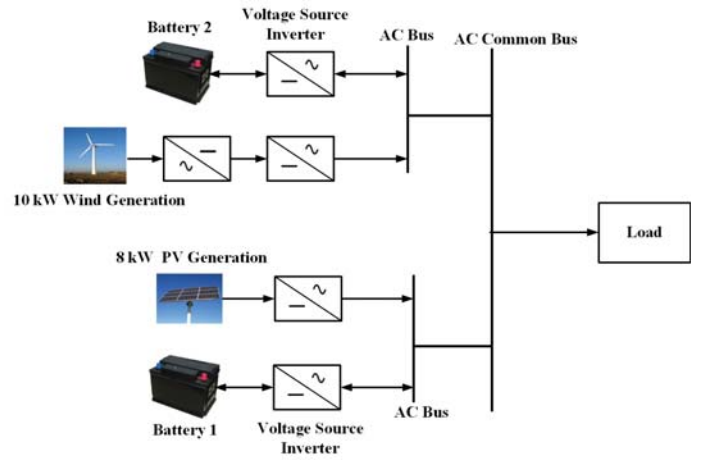 Voltage Source
Inverter
Battery 2
AC Bus
AC Common Bus
10 kW Wind Generation
Load
8 kW PV Generation
AC Bus
Battery 1
Voltage Source
Inverter